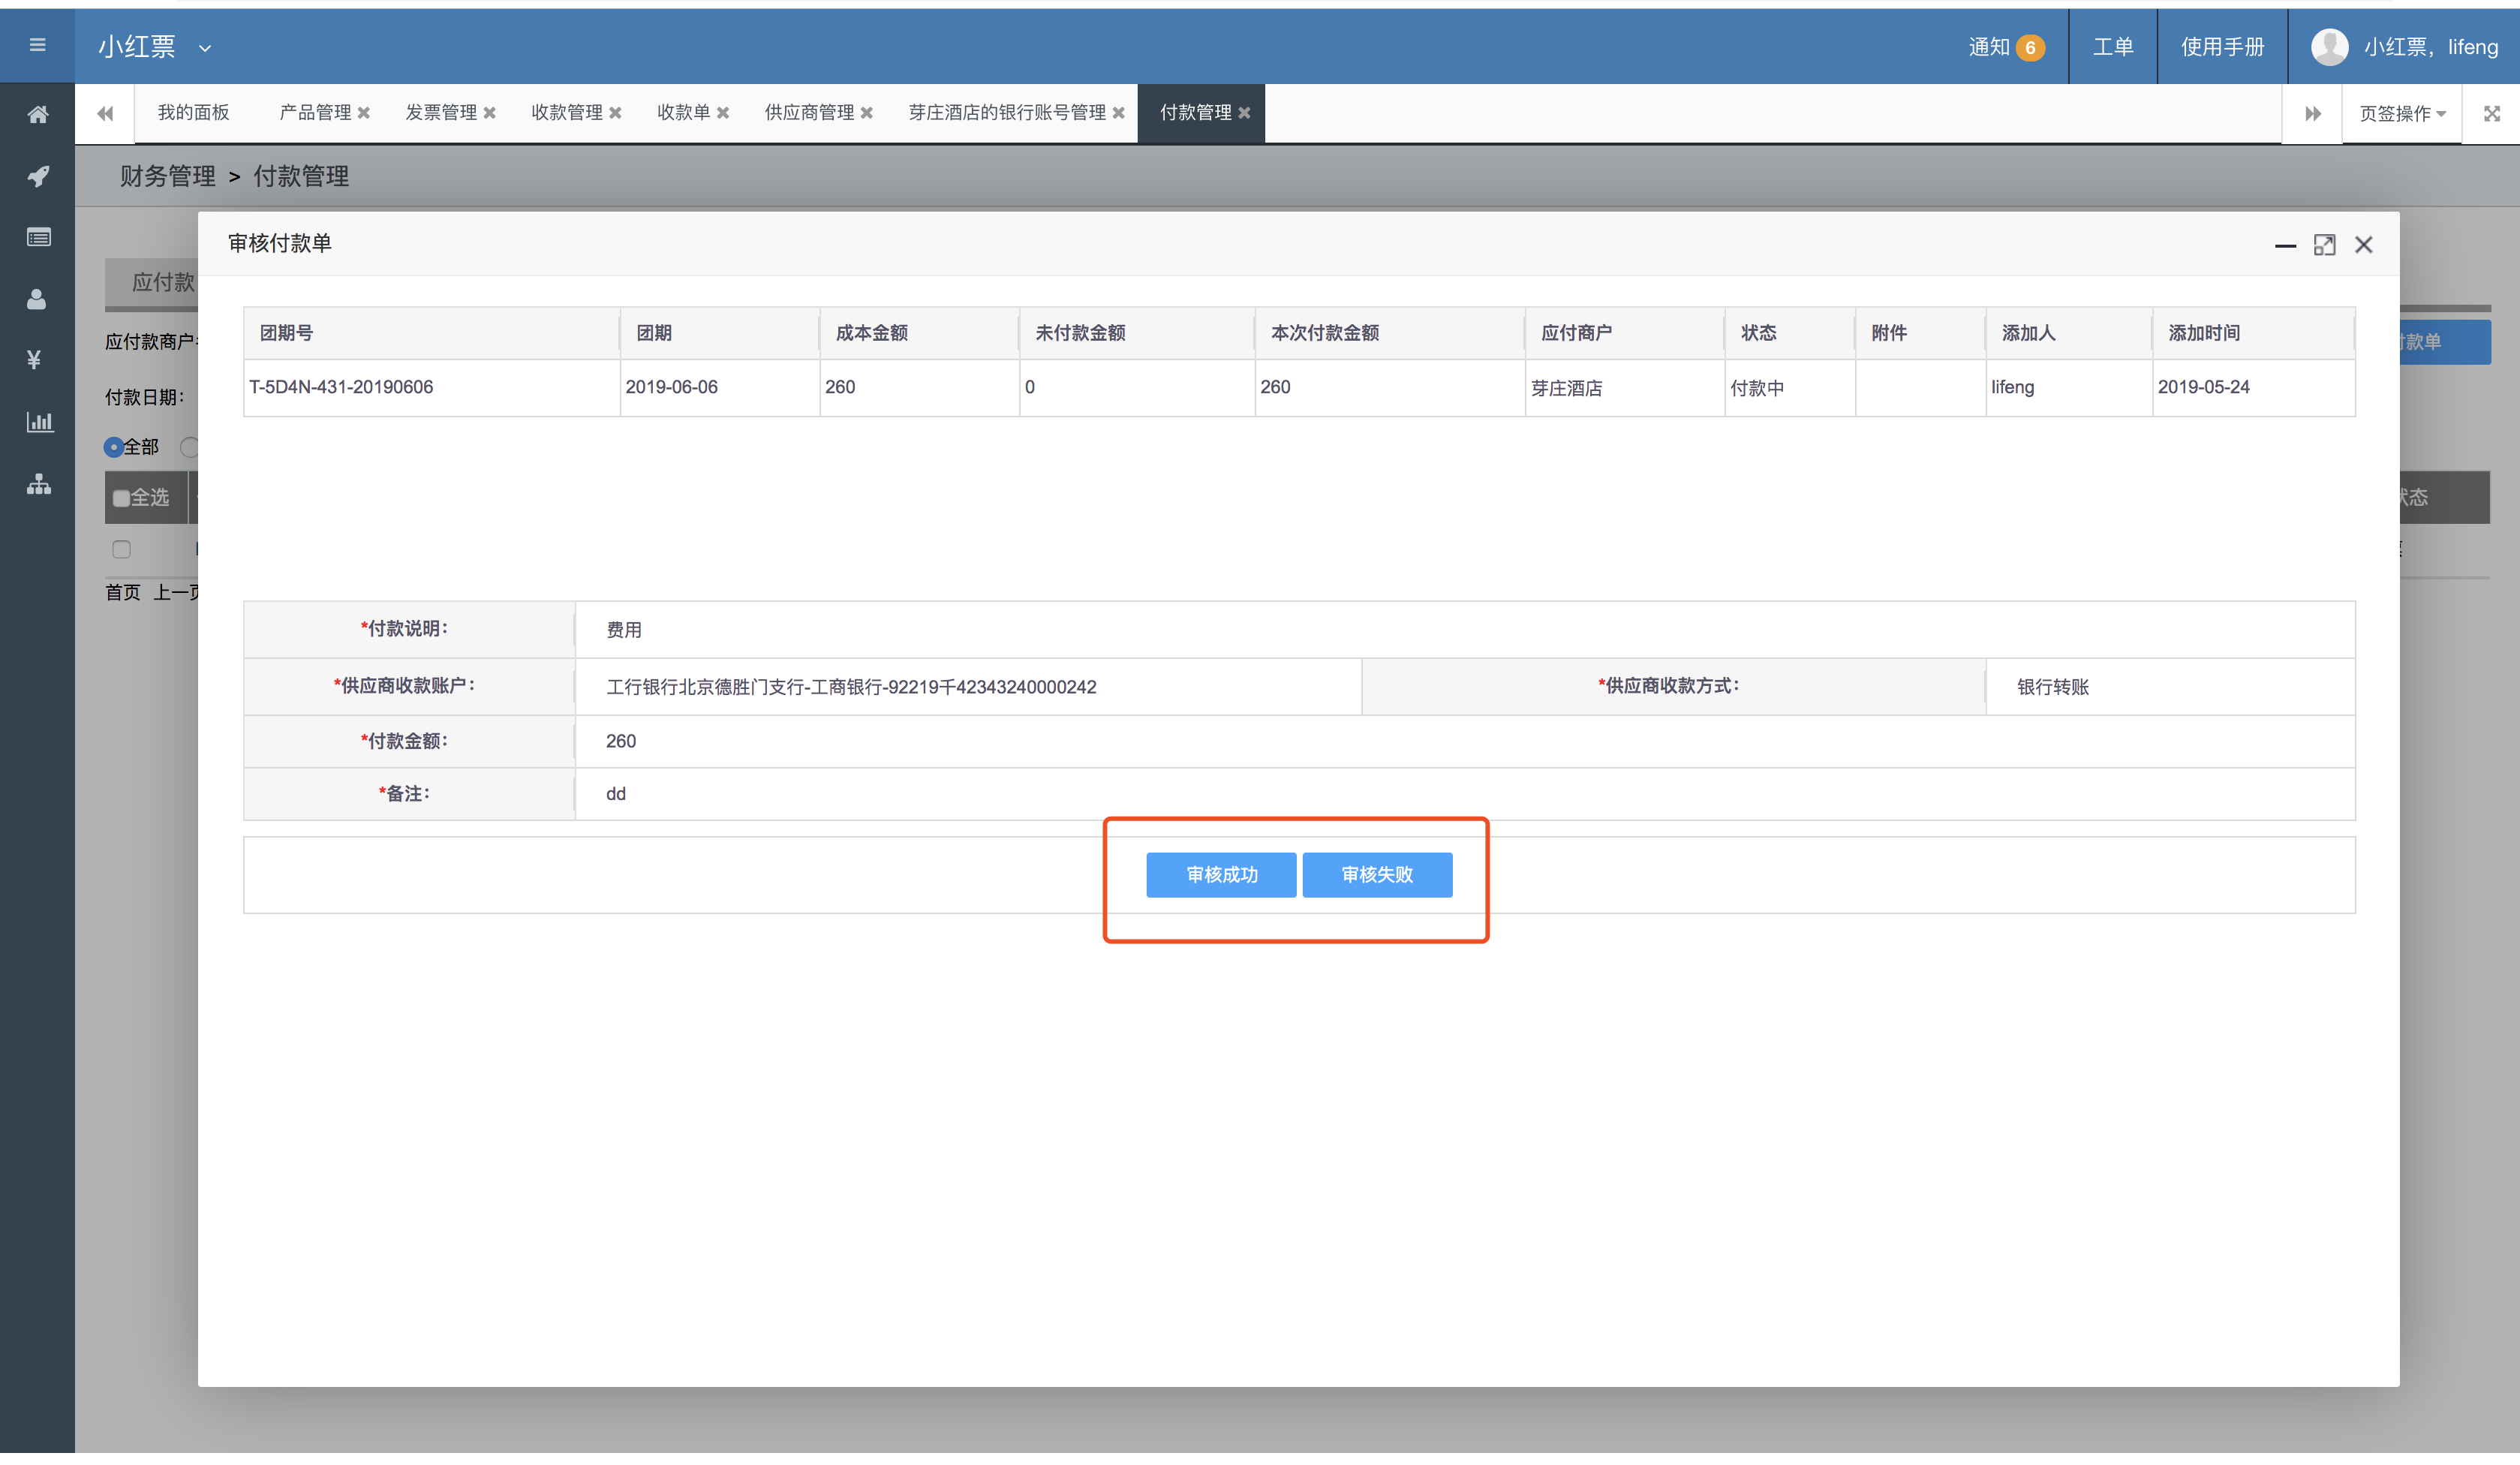 小红票
通知 6 工单 使用手册 小红票，lifeng
我的面板 产品管理 发票管理 收款管理 收款单 供应商管理 芽庄酒店的银行账号管理 付款管理 页签操作
财务管理 > 付款管理
审核付款单
应付款
团期号 团期 成本金额 未付款金额 本次付款金额 应付商户 状态 附件 添加人 添加时间
应付款商户 付款单
T-5D4N-431-20190606 2019-06-06 260 0 260 芽庄酒店 付款中 lifeng 2019-05-24
付款日期：
全部
全选 状态
首页 上一页
*付款说明： 费用
*供应商收款账户： 工行银行北京德胜门支行-工商银行-92219千42343240000242 *供应商收款方式： 银行转账
*付款金额： 260
*备注： dd
审核成功 审核失败